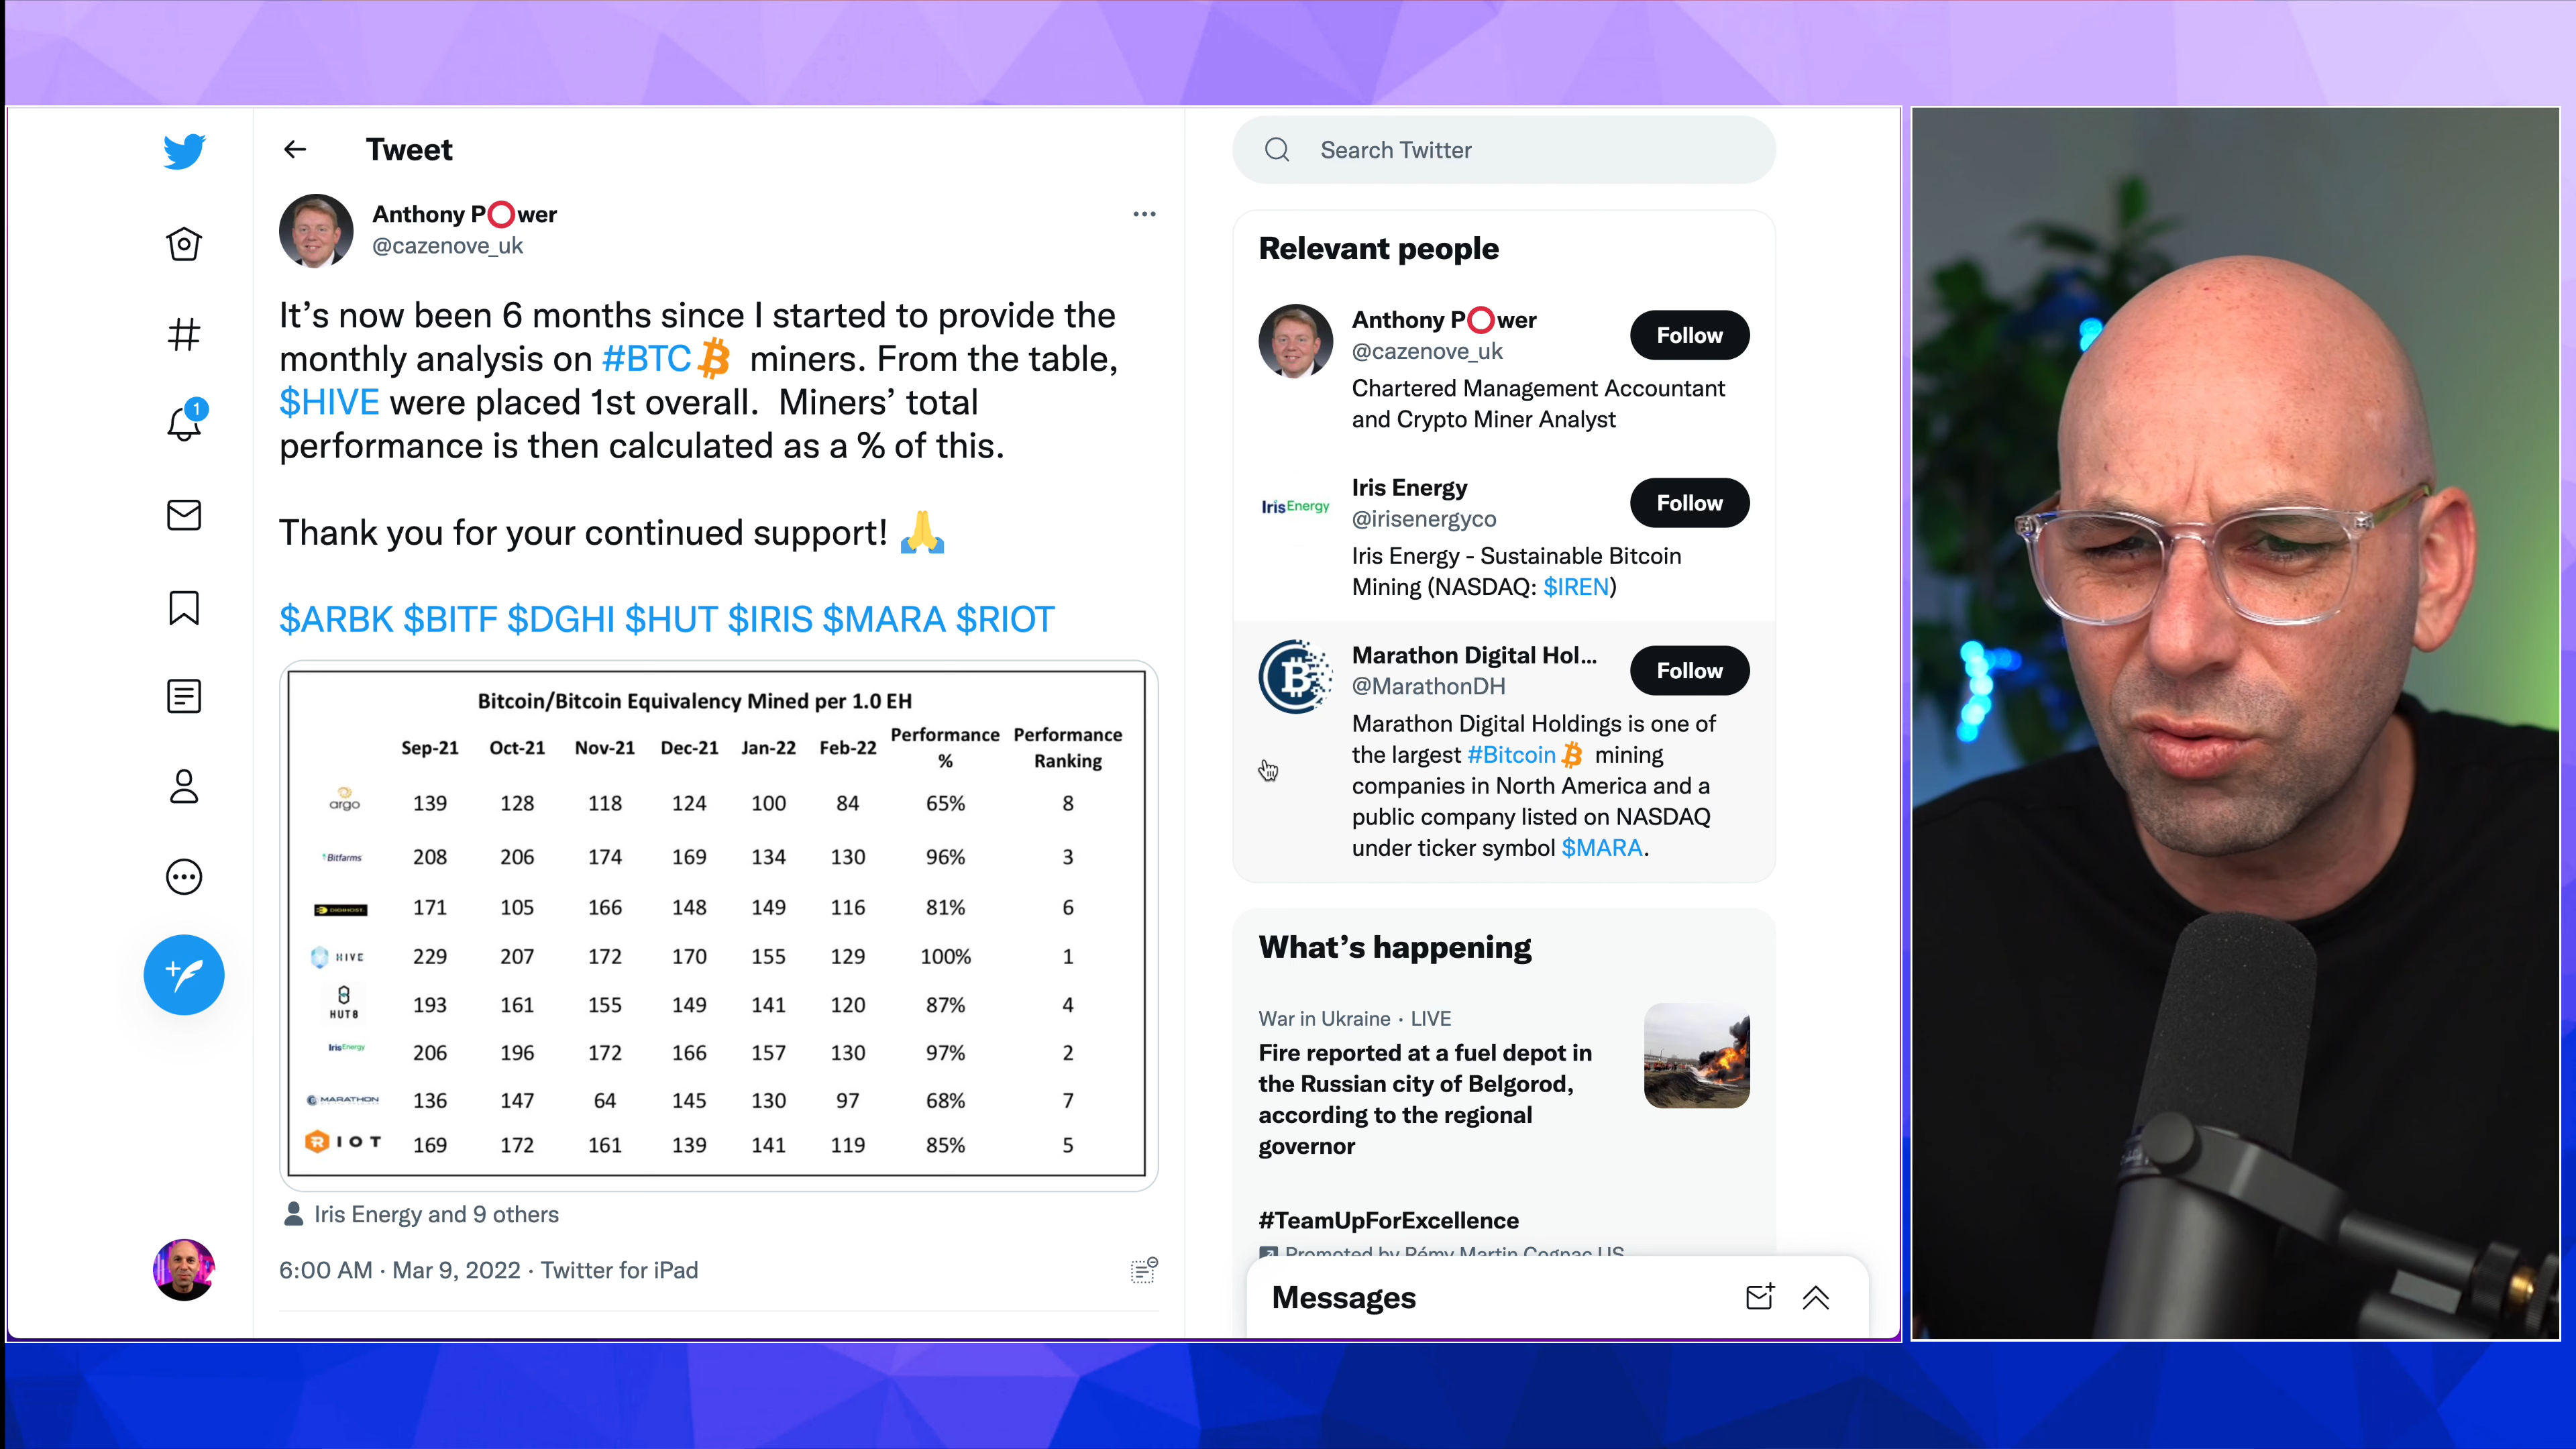 Tweet
Anthony P⭕wer
@cazenove_uk
It's now been 6 months since I started to provide the
monthly analysis on #BTC miners. From the table,
$HIVE were placed 1st overall. Miners' total
performance is then calculated as a % of this.
Thank you for your continued support! 🙏
$ARBK $BITF $DGHI $HUT $IRIS $MARA $RIOT
Bitcoin/Bitcoin Equivalency Mined per 1.0 EH
Sep-21 Oct-21 Nov-21 Dec-21 Jan-22 Feb-22 Performance % Performance Ranking
argo 139 128 118 124 100 84 65% 8
Bitfarms 208 206 174 169 134 130 96% 3
171 105 166 148 149 116 81% 6
HIVE 229 207 172 170 155 129 100% 1
HUT8 193 161 155 149 141 120 87% 4
IrisEnergy 206 196 172 166 157 130 97% 2
MARATHON 136 147 64 145 130 97 68% 7
RIOT 169 172 161 139 141 119 85% 5
Iris Energy and 9 others
6:00 AM · Mar 9, 2022 · Twitter for iPad
1
Search Twitter
Relevant people
Anthony P⭕wer
@cazenove_uk
Follow
Chartered Management Accountant
and Crypto Miner Analyst
IrisEnergy
Iris Energy
@irisenergyco
Follow
Iris Energy - Sustainable Bitcoin
Mining (NASDAQ: $IREN)
Marathon Digital Hol...
@MarathonDH
Follow
Marathon Digital Holdings is one of
the largest #Bitcoin mining
companies in North America and a
public company listed on NASDAQ
under ticker symbol $MARA.
What's happening
War in Ukraine · LIVE
Fire reported at a fuel depot in
the Russian city of Belgorod,
according to the regional
governor
#TeamUpForExcellence
Promoted by Rémy Martin Cognac US
Messages